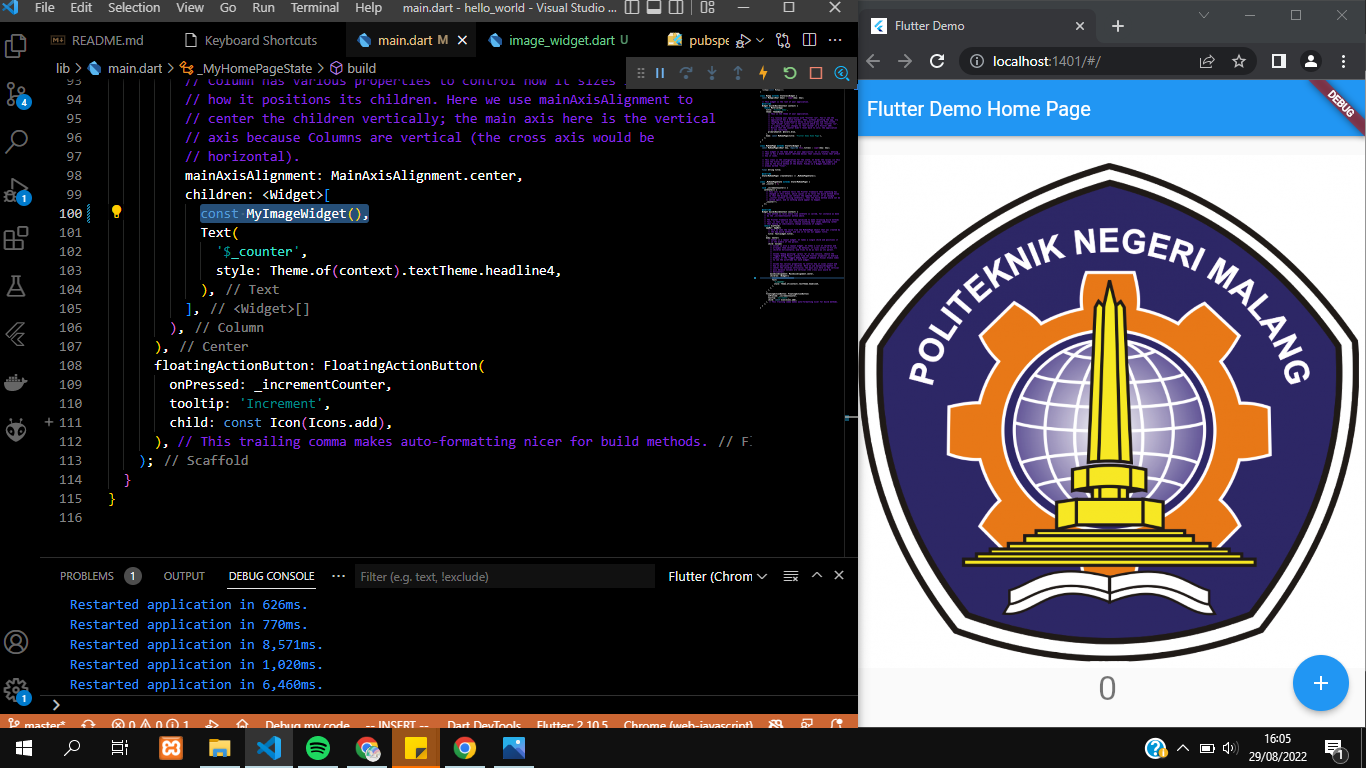 File Edit Selection View Go Run Terminal Help main.dart - hello_world - Visual Studio ...
README.md Keyboard Shortcuts main.dart M image_widget.dart U pubspe
lib > main.dart > _MyHomePageState > build
93 // Column has various properties to control how it sizes
94 // how it positions its children. Here we use mainAxisAlignment to
95 // center the children vertically; the main axis here is the vertical
96 // axis because Columns are vertical (the cross axis would be
97 // horizontal).
98 mainAxisAlignment: MainAxisAlignment.center,
99 children: <Widget>[
100 const MyImageWidget(),
101 Text(
102 '$_counter',
103 style: Theme.of(context).textTheme.headline4,
104 ), // Text
105 ], // <Widget>[]
106 ), // Column
107 ), // Center
108 floatingActionButton: FloatingActionButton(
109 onPressed: _incrementCounter,
110 tooltip: 'Increment',
111 child: const Icon(Icons.add),
112 ), // This trailing comma makes auto-formatting nicer for build methods. // F
113 ); // Scaffold
114 }
115 }
116
PROBLEMS 1 OUTPUT DEBUG CONSOLE ... Filter (e.g. text, !exclude) Flutter (Chrom
Restarted application in 626ms.
Restarted application in 770ms.
Restarted application in 8,571ms.
Restarted application in 1,020ms.
Restarted application in 6,460ms.
master* 0 0 1 Debug my code -- INSERT -- Dart DevTools Flutter: 2.10.5 Chrome (web-javascript)
4
1
1
Flutter Demo
localhost:1401/#/
Flutter Demo Home Page
DEBUG
POLITEKNIK NEGERI MALANG
0
16:05
29/08/2022
1